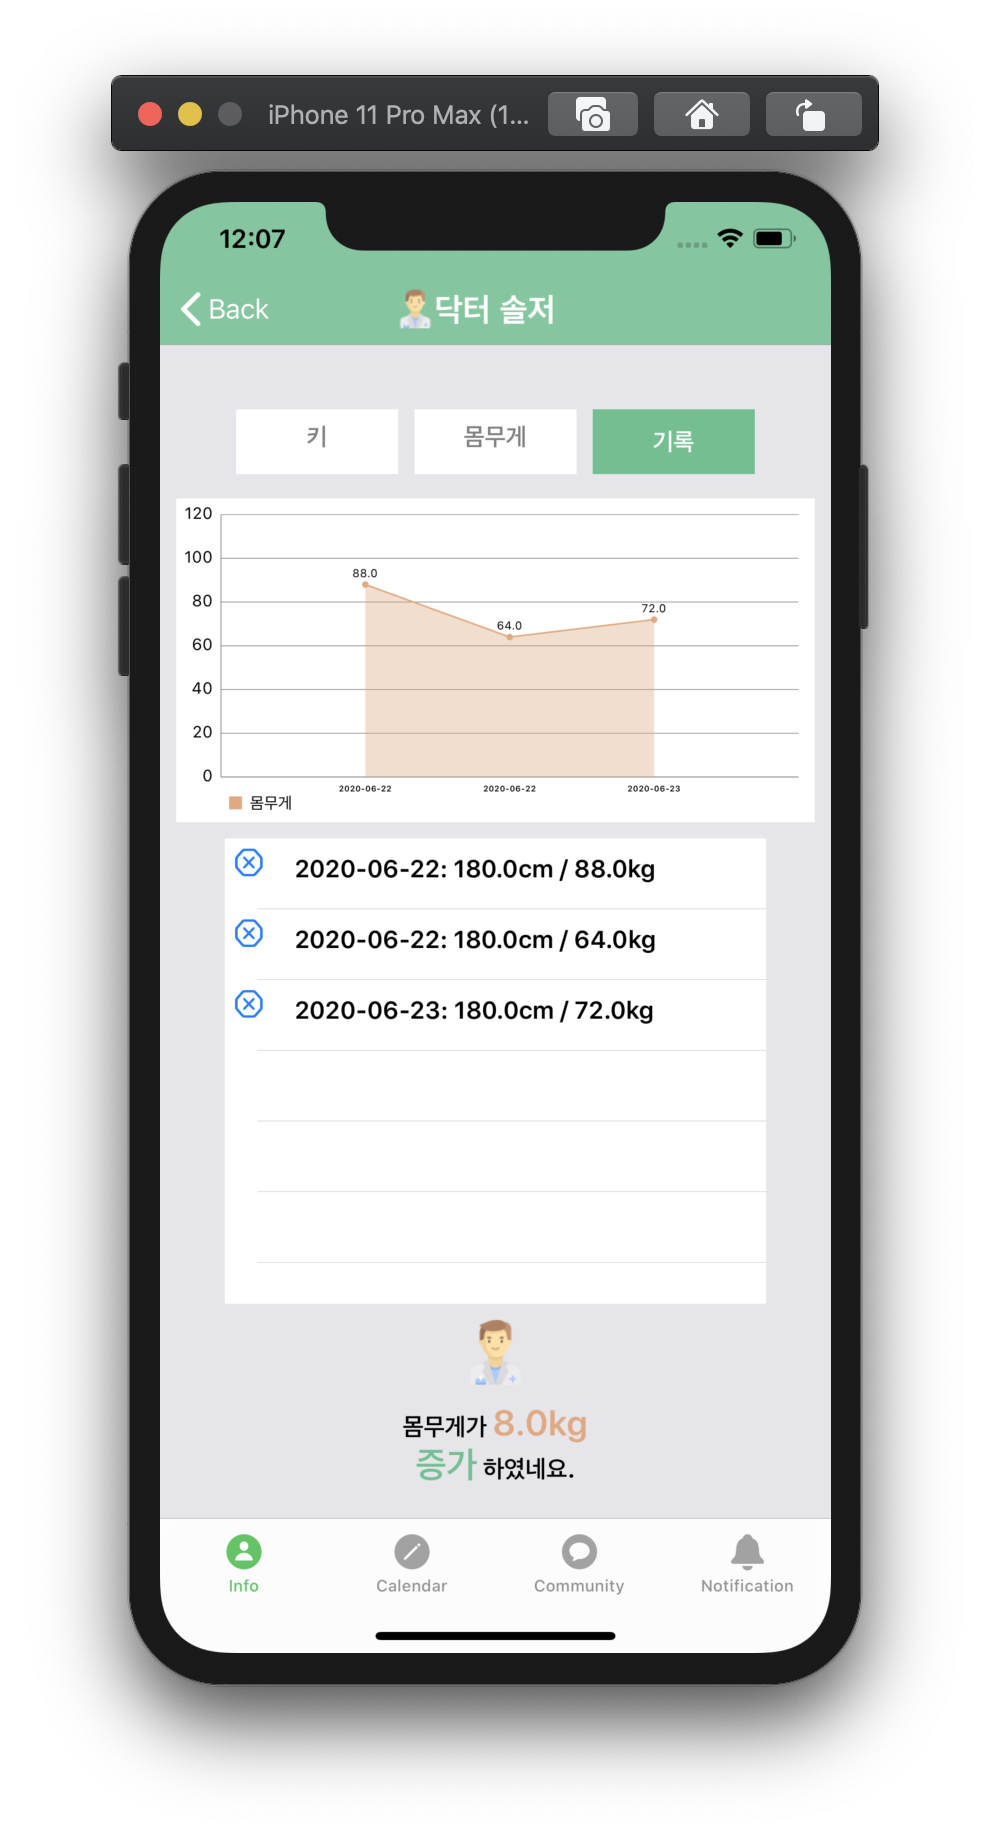 iPhone 11 Pro Max (1...
12:07
Back
닥터 솔저
키
몸무게
기록
120
100
80
60
40
20
0
88.0
64.0
72.0
2020-06-22
2020-06-22
2020-06-23
몸무게
2020-06-22: 180.0cm / 88.0kg
2020-06-22: 180.0cm / 64.0kg
2020-06-23: 180.0cm / 72.0kg
몸무게가 8.0kg
증가 하였네요.
Info
Calendar
Community
Notification